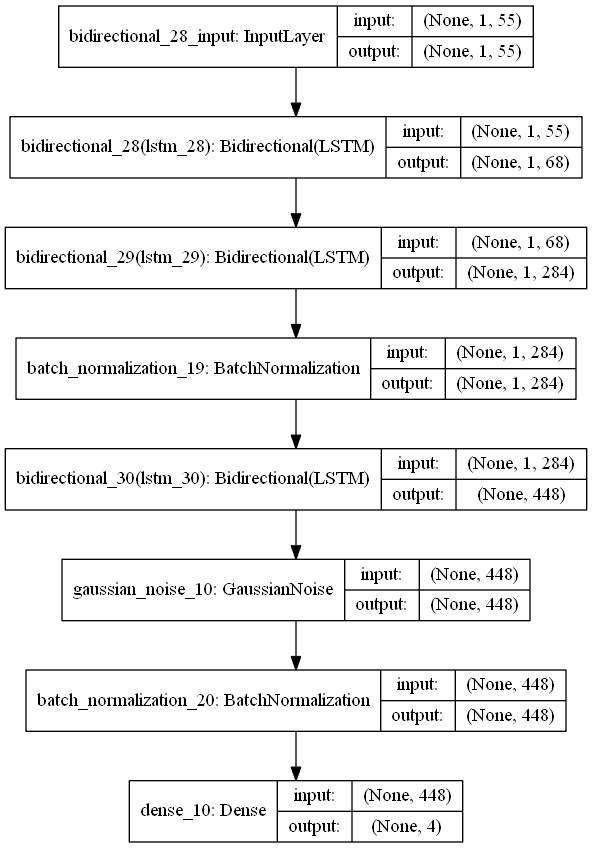 bidirectional_28_input: InputLayer
input: (None, 1, 55)
output: (None, 1, 55)
bidirectional_28(lstm_28): Bidirectional(LSTM)
input: (None, 1, 55)
output: (None, 1, 68)
bidirectional_29(lstm_29): Bidirectional(LSTM)
input: (None, 1, 68)
output: (None, 1, 284)
batch_normalization_19: BatchNormalization
input: (None, 1, 284)
output: (None, 1, 284)
bidirectional_30(lstm_30): Bidirectional(LSTM)
input: (None, 1, 284)
output: (None, 448)
gaussian_noise_10: GaussianNoise
input: (None, 448)
output: (None, 448)
batch_normalization_20: BatchNormalization
input: (None, 448)
output: (None, 448)
dense_10: Dense
input: (None, 448)
output: (None, 4)